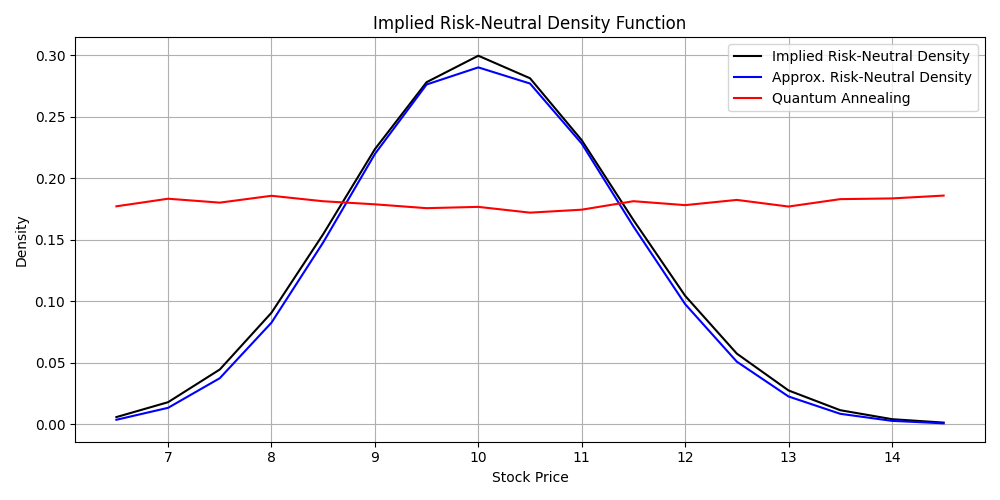 Implied Risk-Neutral Density Function
Implied Risk-Neutral Density
Approx. Risk-Neutral Density
Quantum Annealing
Density
0.30
0.25
0.20
0.15
0.10
0.05
0.00
7 8 9 10 11 12 13 14
Stock Price